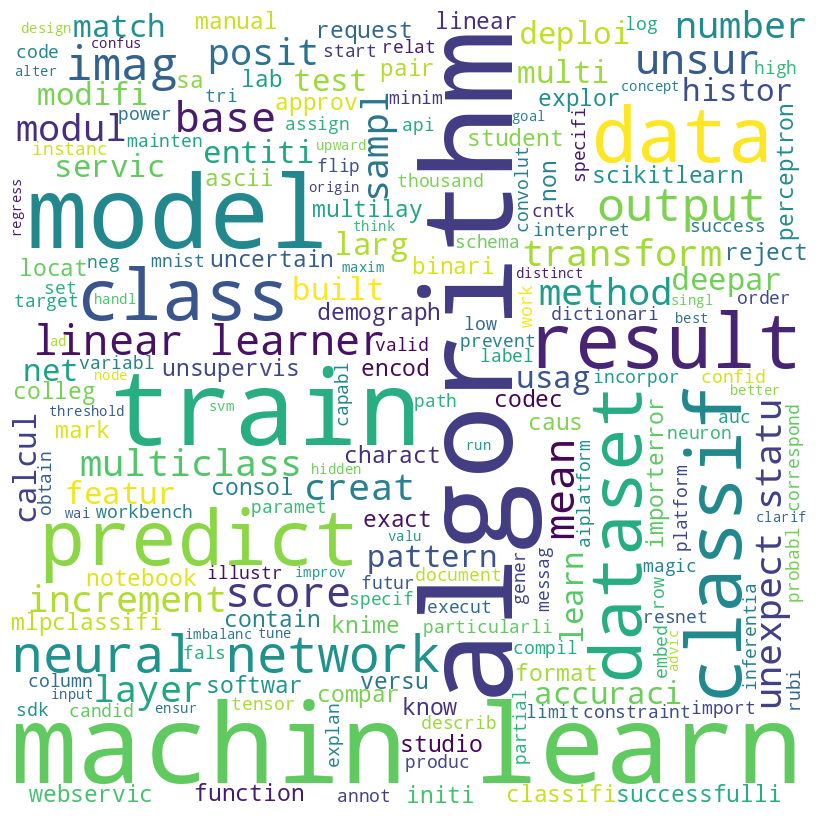 design
match
manual
request
linear
deploi
log
number
code
confus
start
relat
alter
imag
posit
lab
test
pair
multi
unsur
high
modifi
sa
tri
approv
minim
explor
concept
histor
modul
power
base
assign
api
goal
student
data
instanc
mainten
entiti
sampl
upward
specifi
servic
ascii
flip
origin
thousand
convolut
non
scikitlearn
perceptron
model
multilay
think
cntk
interpret
output
success
regress
neg
mnist
uncertain
larg
schema
transform
reject
locat
maxim
binari
distinct
set
target
handl
class
built
algorithm
work
method
deepar
singl
order
demograph
low
dictionari
ad
linear learner
valid
prevent
label
best
result
net
variabl
unsupervis
encod
usag
incorpor
confid
node
colleg
train
svm
capabl
path
codec
better
threshold
caus
auc
mark
run
neuron
calcul
obtain
multiclass
charact
mean
dataset
importerror
classif
statu
correspond
hidden
featur
consol
creat
aiplatform
platform
wai
workbench
paramet
exact
clarif
predict
valu
pattern
learn
magic
probabl
notebook
illustr
improv
futur
document
gener
messag
increment
score
specif
execut
row
resnet
unexpect
inferentia
mlpclassifi
contain
knime
particularli
imbalanc
tune
compil
embed
advic
neural network
fals
column
layer
softwar
compar
versu
format
accuraci
rubi
input
sdk
candid
ensur
tensor
explan
know
describ
partial
limit
constraint
import
studio
produc
machin learn
webservic
function
annot
initi
classifi
successfulli